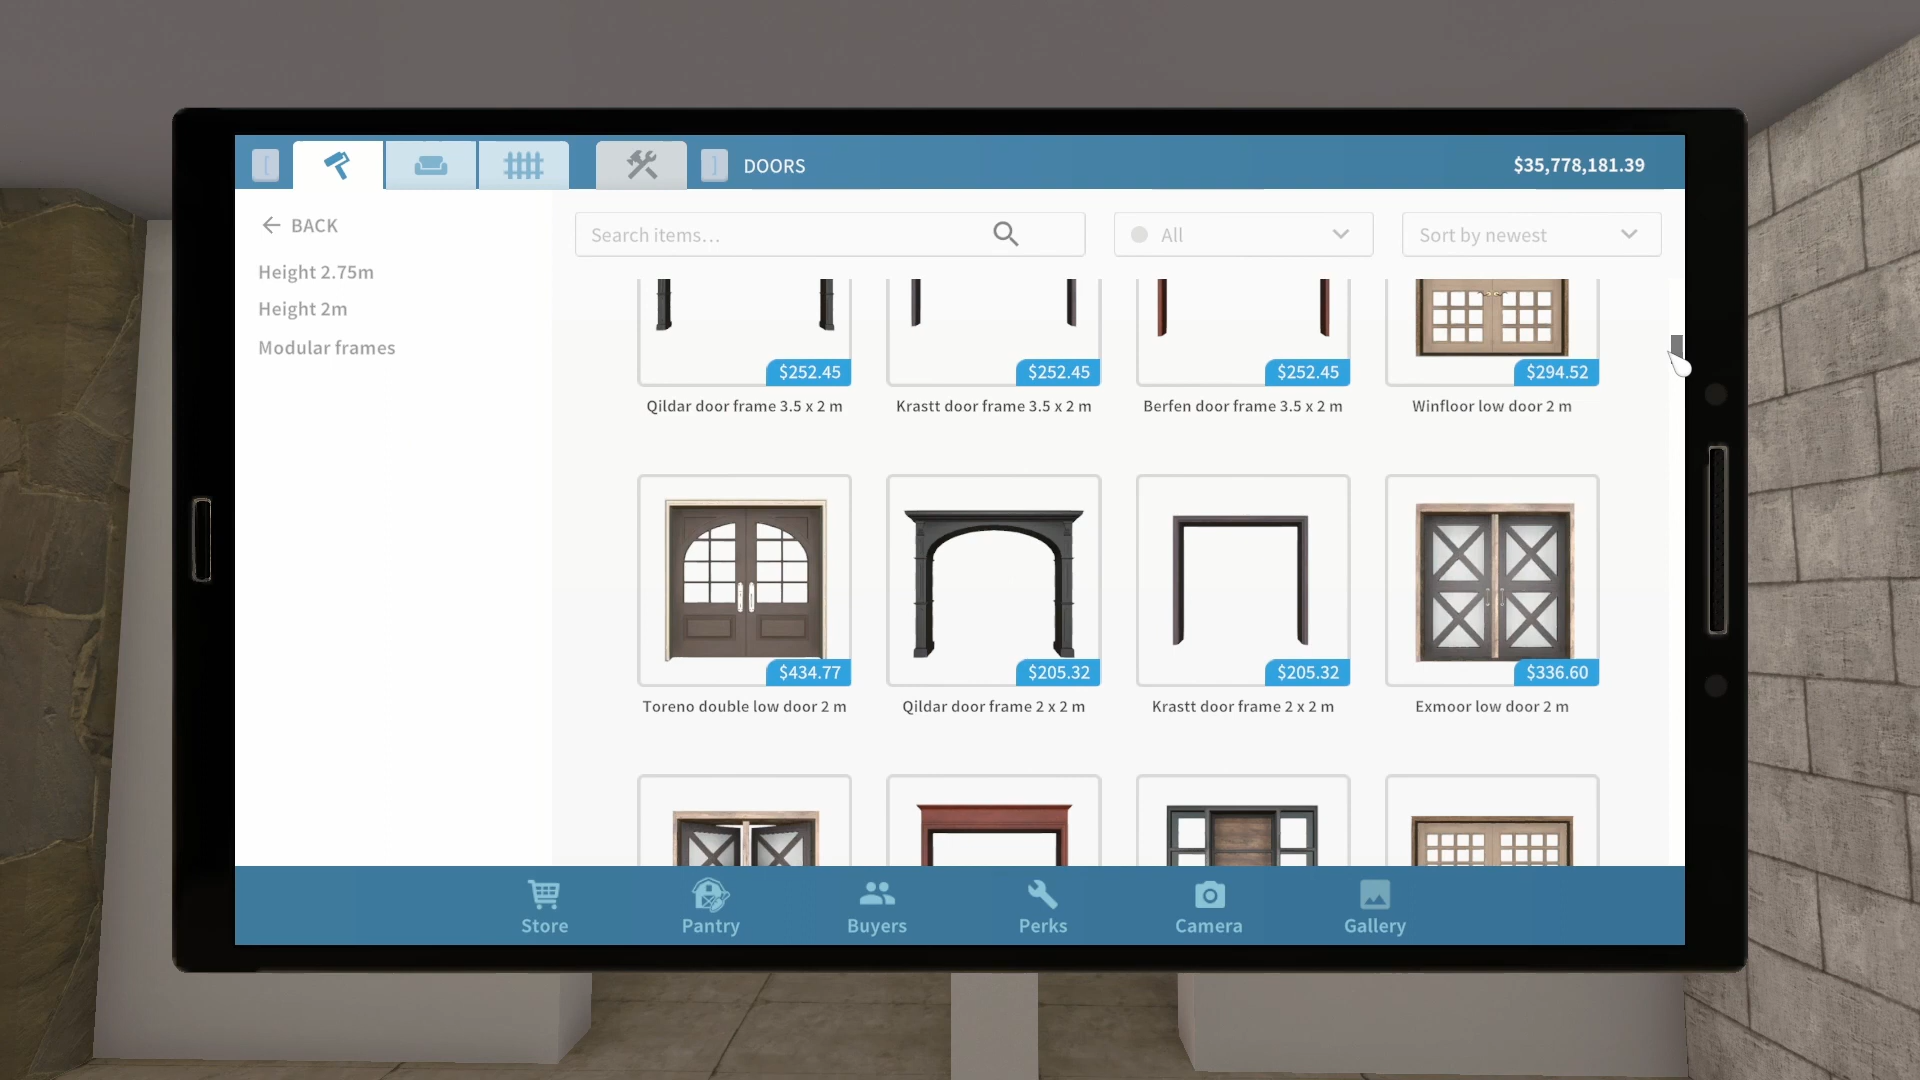 [
]
DOORS
$35,778,181.39
BACK
Height 2.75m
Height 2m
Modular frames
Search items...
All
Sort by newest
$252.45
$252.45
$252.45
$294.52
Qildar door frame 3.5 x 2 m
Krastt door frame 3.5 x 2 m
Berfen door frame 3.5 x 2 m
Winfloor low door 2 m
$434.77
$205.32
$205.32
$336.60
Toreno double low door 2 m
Qildar door frame 2 x 2 m
Krastt door frame 2 x 2 m
Exmoor low door 2 m
Store
Pantry
Buyers
Perks
Camera
Gallery